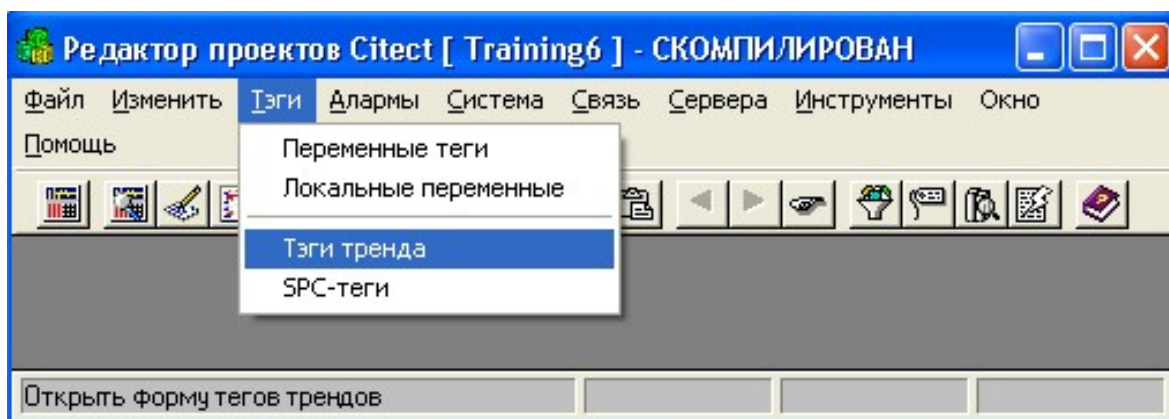 Редактор проектов Citect [ Training6 ] - СКОМПИЛИРОВАН
Файл Изменить Тэги Алармы Система Связь Сервера Инструменты Окно
Помощь
Переменные теги
Локальные переменные
Тэги тренда
SPC-теги
Открыть форму тегов трендов